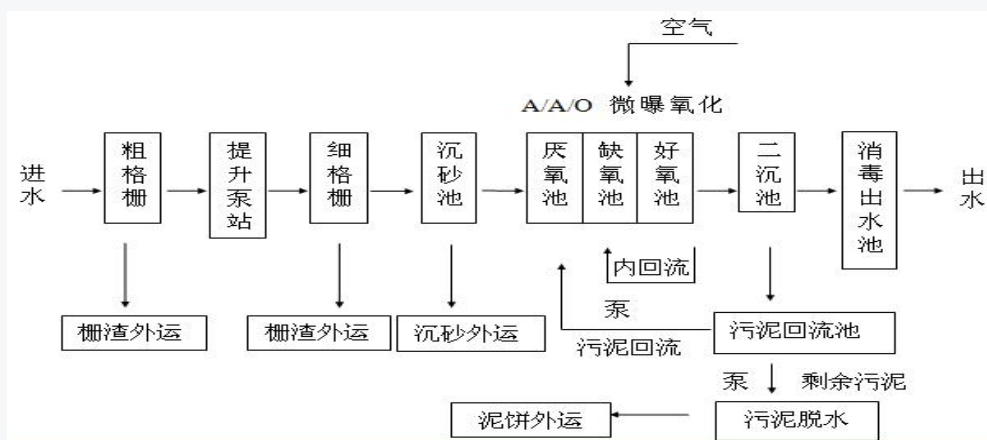 空气
A/A/O 微曝氧化
进水
粗格栅
提升泵站
细格栅
沉砂池
厌氧池
缺氧池
好氧池
二沉池
消毒出水池
出水
内回流
泵
污泥回流
栅渣外运
栅渣外运
沉砂外运
污泥回流池
泵
剩余污泥
泥饼外运
污泥脱水